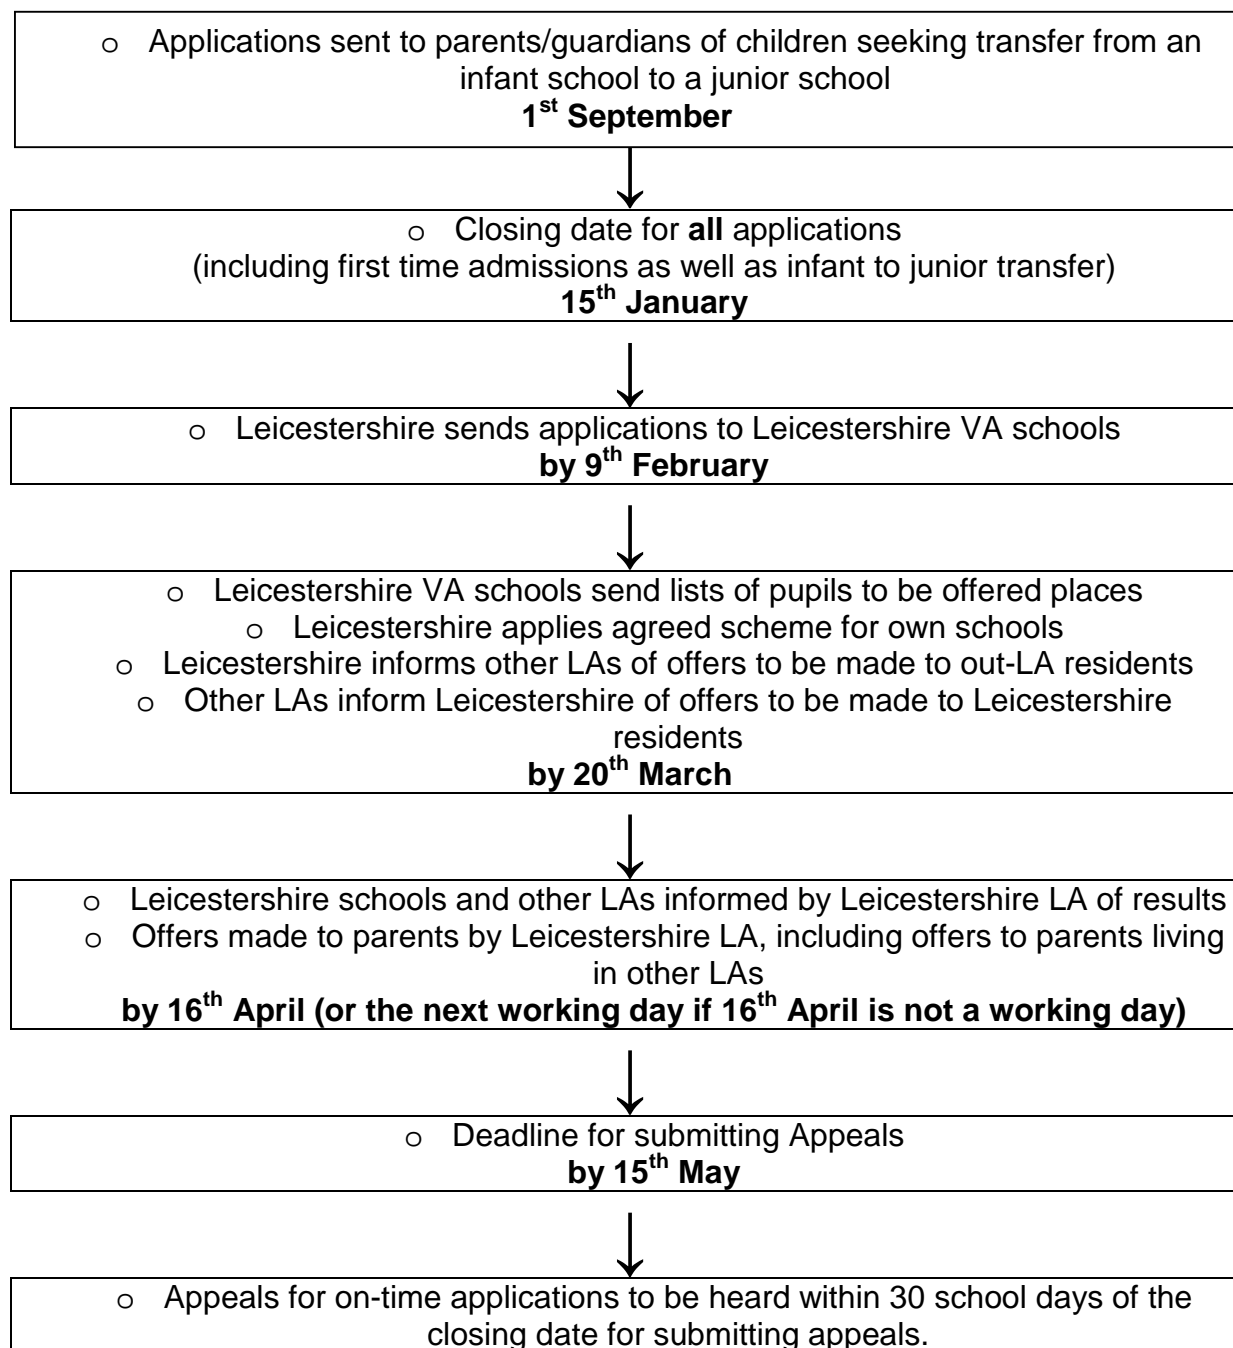 o Applications sent to parents/guardians of children seeking transfer from an
infant school to a junior school
1st September
o Closing date for all applications
(including first time admissions as well as infant to junior transfer)
15th January
o Leicestershire sends applications to Leicestershire VA schools
by 9th February
o Leicestershire VA schools send lists of pupils to be offered places
o Leicestershire applies agreed scheme for own schools
o Leicestershire informs other LAs of offers to be made to out-LA residents
o Other LAs inform Leicestershire of offers to be made to Leicestershire
residents
by 20th March
o Leicestershire schools and other LAs informed by Leicestershire LA of results
o Offers made to parents by Leicestershire LA, including offers to parents living
in other LAs
by 16th April (or the next working day if 16th April is not a working day)
o Deadline for submitting Appeals
by 15th May
o Appeals for on-time applications to be heard within 30 school days of the
closing date for submitting appeals.